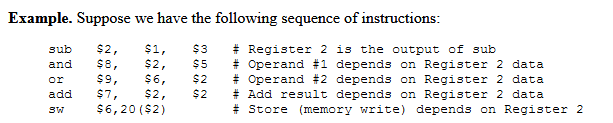 Example. Suppose we have the following sequence of instructions:
sub $2, $1, $3 # Register 2 is the output of sub
and $8, $2, $5 # Operand #1 depends on Register 2 data
or $9, $6, $2 # Operand #2 depends on Register 2 data
add $7, $2, $2 # Add result depends on Register 2 data
sw $6,20($2) # Store (memory write) depends on Register 2